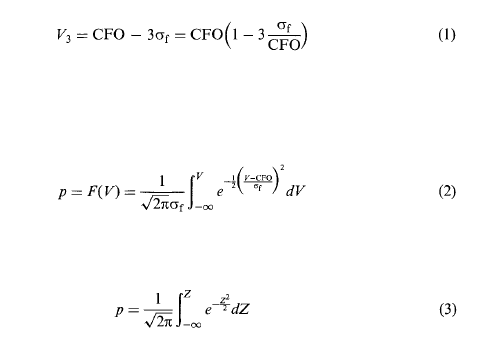 V₃ = CFO − 3σ_f = CFO(1 − 3 σ_f/CFO) (1)
p = F(V) = 1/(√2π σ_f) ∫_{−∞}^{V} e^{−½((V−CFO)/σ_f)²} dV (2)
p = 1/√2π ∫_{−∞}^{Z} e^{−Z²/2} dZ (3)